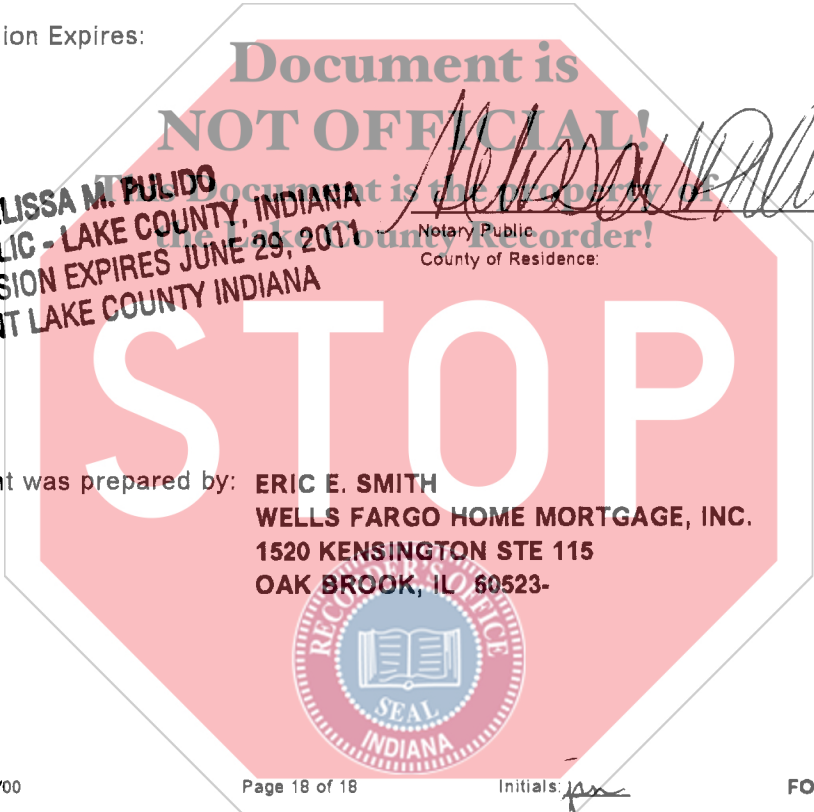 ion Expires:
Document is
NOT OFFICIAL!
This Document is the property of
the Lake County Recorder!
LISSA M. PULIDO
LIC - LAKE COUNTY, INDIANA
SION EXPIRES JUNE 29, 2011
NT LAKE COUNTY INDIANA
Notary Public
County of Residence:
STOP
nt was prepared by: ERIC E. SMITH
WELLS FARGO HOME MORTGAGE, INC.
1520 KENSINGTON STE 115
OAK BROOK, IL 60523-
RECORDER'S OFFICE
SEAL
INDIANA
/00 Page 18 of 18 Initials: FO